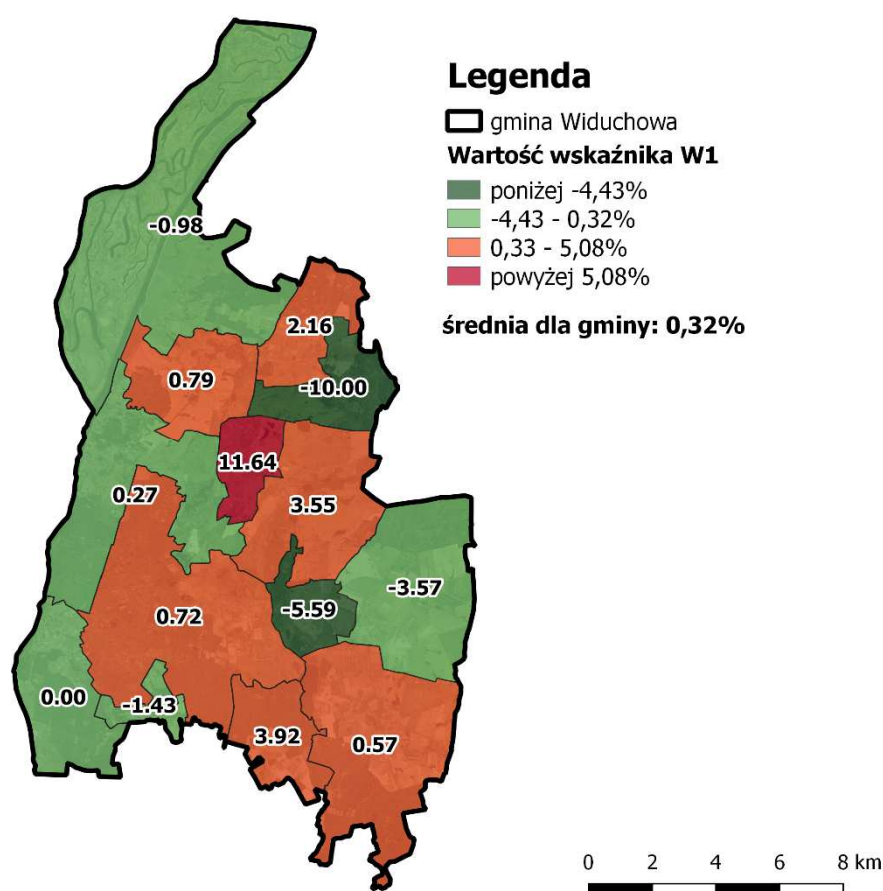 Legenda
gmina Widuchowa
Wartość wskaźnika W1
poniżej -4,43%
-4,43 - 0,32%
0,33 - 5,08%
powyżej 5,08%
średnia dla gminy: 0,32%
-0.98
2.16
0.79
-10.00
11.64
0.27
3.55
-3.57
-5.59
0.72
0.00
-1.43
3.92
0.57
0 2 4 6 8 km